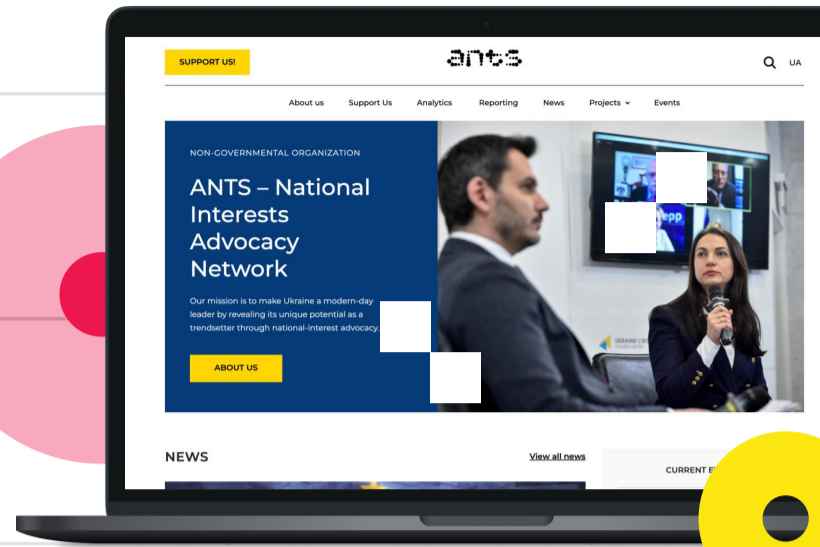 SUPPORT US!
ants
UA
About us Support Us Analytics Reporting News Projects Events
NON-GOVERNMENTAL ORGANIZATION
ANTS – National
Interests
Advocacy
Network
Our mission is to make Ukraine a modern-day
leader by revealing its unique potential as a
trendsetter through national-interest advocacy.
ABOUT US
epp
UKRAINE
NEWS
View all news
CURRENT